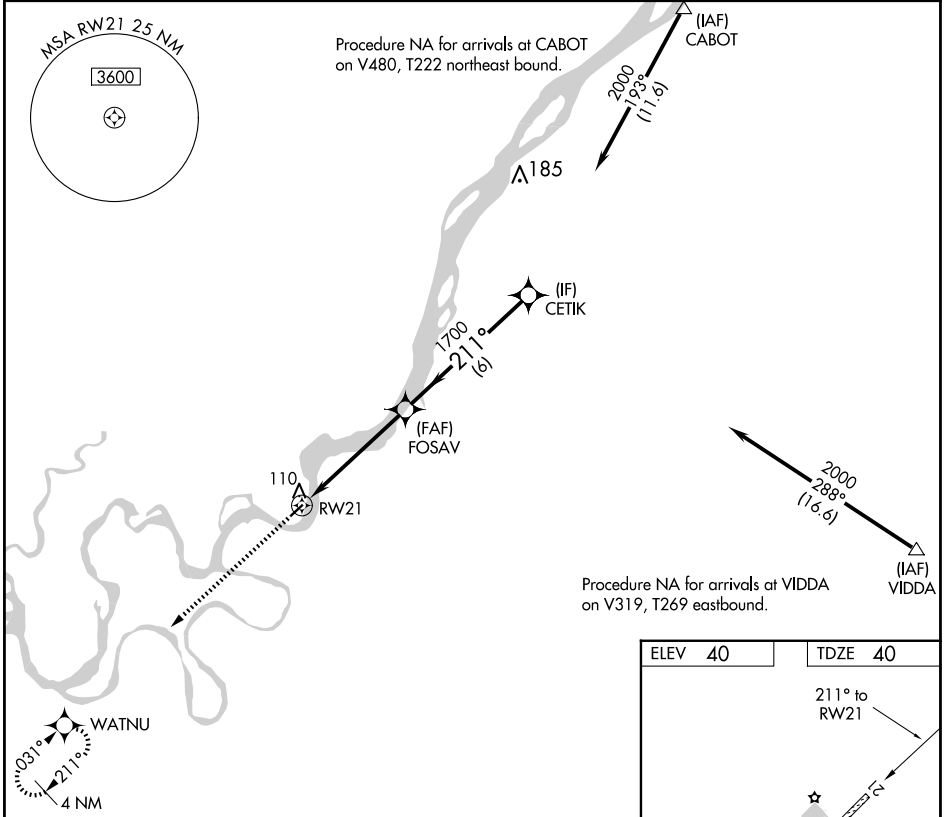 MSA RW21 25 NM
3600
Procedure NA for arrivals at CABOT
on V480, T222 northeast bound.
(IAF)
CABOT
2000
193°
(11.6)
185
(IF)
CETIK
1700
211°
(6)
(FAF)
FOSAV
110
RW21
2000
288°
(16.6)
(IAF)
VIDDA
Procedure NA for arrivals at VIDDA
on V319, T269 eastbound.
WATNU
031°
211°
4 NM
ELEV 40
TDZE 40
211° to
RW21
21